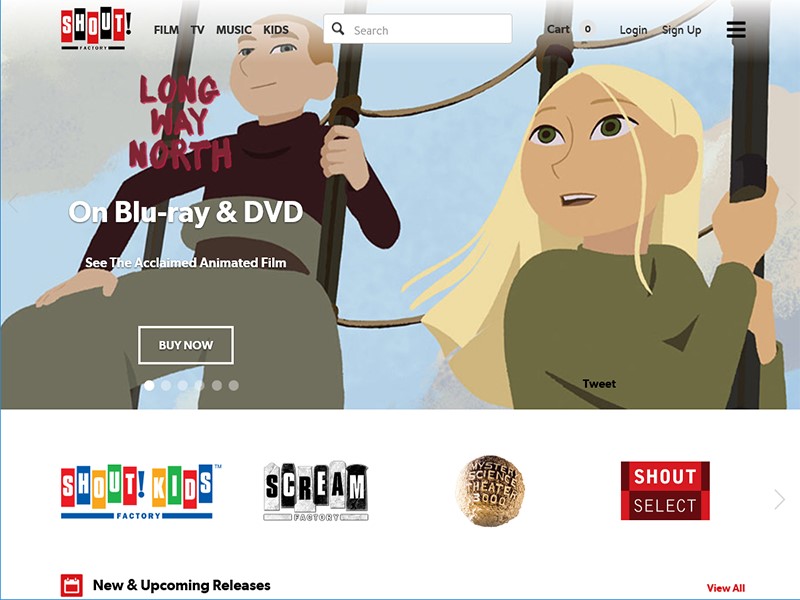 SHOUT!
FACTORY
FILM TV MUSIC KIDS
Search
Cart 0 Login Sign Up
LONG
WAY
NORTH
On Blu-ray & DVD
See The Acclaimed Animated Film
BUY NOW
Tweet
SHOUT! KIDS™
FACTORY
SCREAM
FACTORY
MYSTERY
SCIENCE
THEATER
3000
SHOUT
SELECT
New & Upcoming Releases
View All